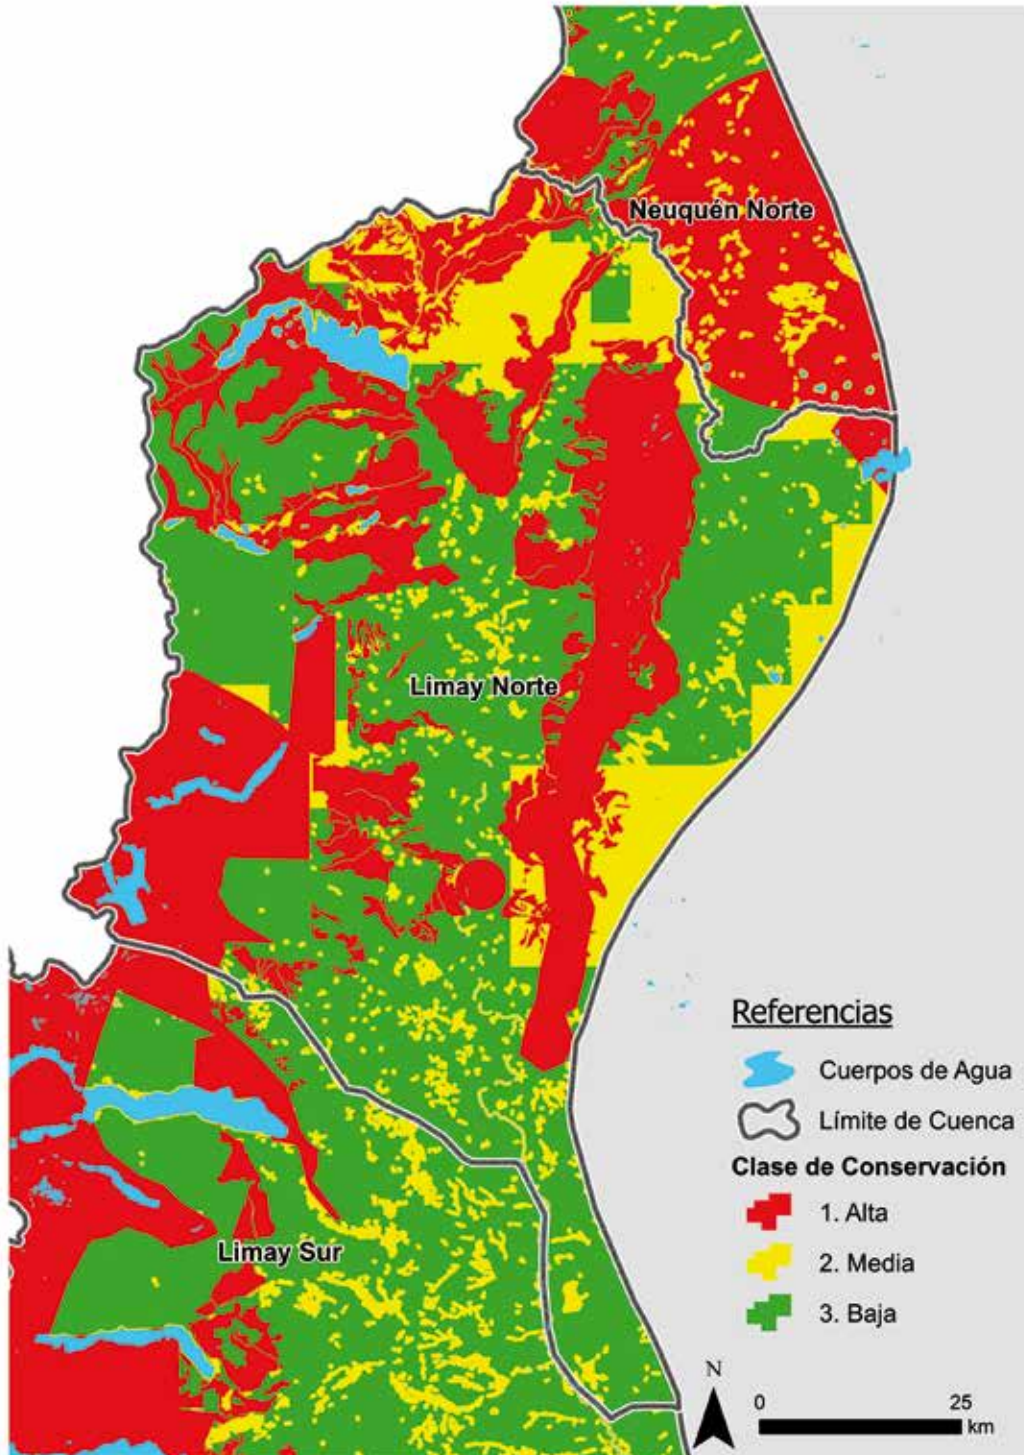 Neuquén Norte
Limay Norte
Limay Sur
Referencias
Cuerpos de Agua
Límite de Cuenca
Clase de Conservación
1. Alta
2. Media
3. Baja
N
0 25
km